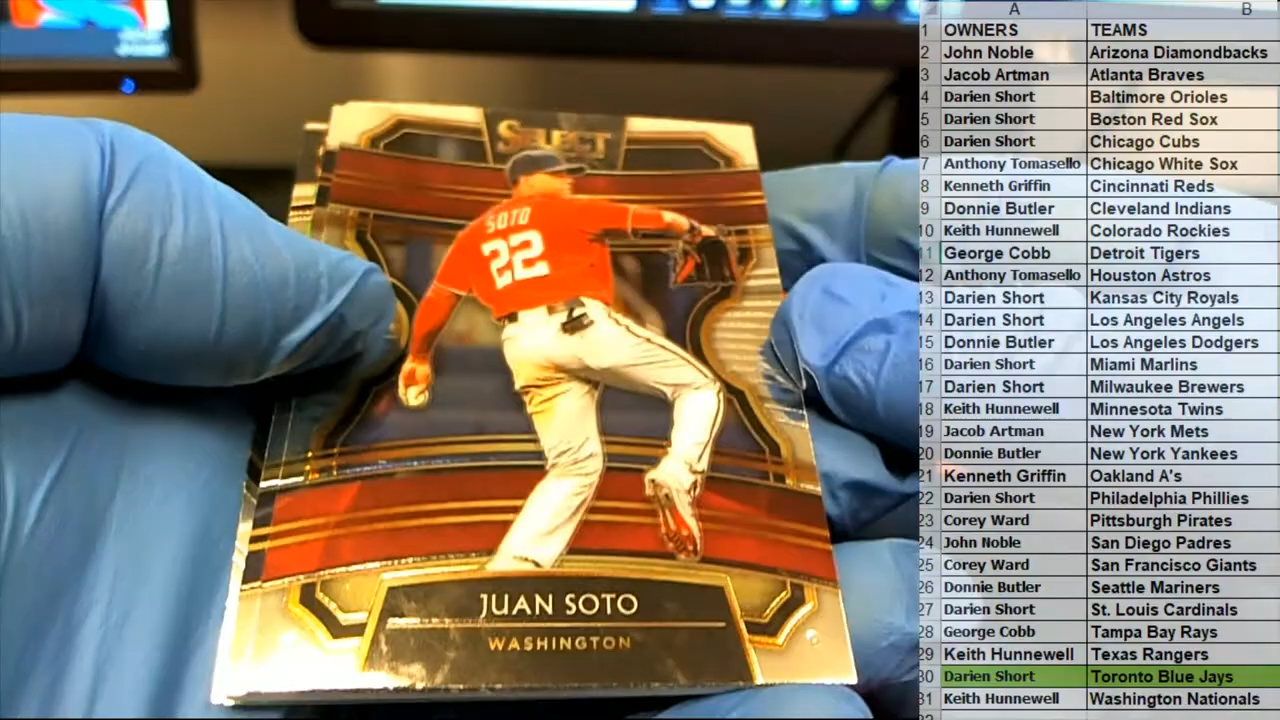 SELECT
SOTO
22
JUAN SOTO
WASHINGTON
A B
1 OWNERS TEAMS
2 John Noble Arizona Diamondbacks
3 Jacob Artman Atlanta Braves
4 Darien Short Baltimore Orioles
5 Darien Short Boston Red Sox
6 Darien Short Chicago Cubs
7 Anthony Tomasello Chicago White Sox
8 Kenneth Griffin Cincinnati Reds
9 Donnie Butler Cleveland Indians
10 Keith Hunnewell Colorado Rockies
11 George Cobb Detroit Tigers
12 Anthony Tomasello Houston Astros
13 Darien Short Kansas City Royals
14 Darien Short Los Angeles Angels
15 Donnie Butler Los Angeles Dodgers
16 Darien Short Miami Marlins
17 Darien Short Milwaukee Brewers
18 Keith Hunnewell Minnesota Twins
19 Jacob Artman New York Mets
20 Donnie Butler New York Yankees
21 Kenneth Griffin Oakland A's
22 Darien Short Philadelphia Phillies
23 Corey Ward Pittsburgh Pirates
24 John Noble San Diego Padres
25 Corey Ward San Francisco Giants
26 Donnie Butler Seattle Mariners
27 Darien Short St. Louis Cardinals
28 George Cobb Tampa Bay Rays
29 Keith Hunnewell Texas Rangers
30 Darien Short Toronto Blue Jays
31 Keith Hunnewell Washington Nationals